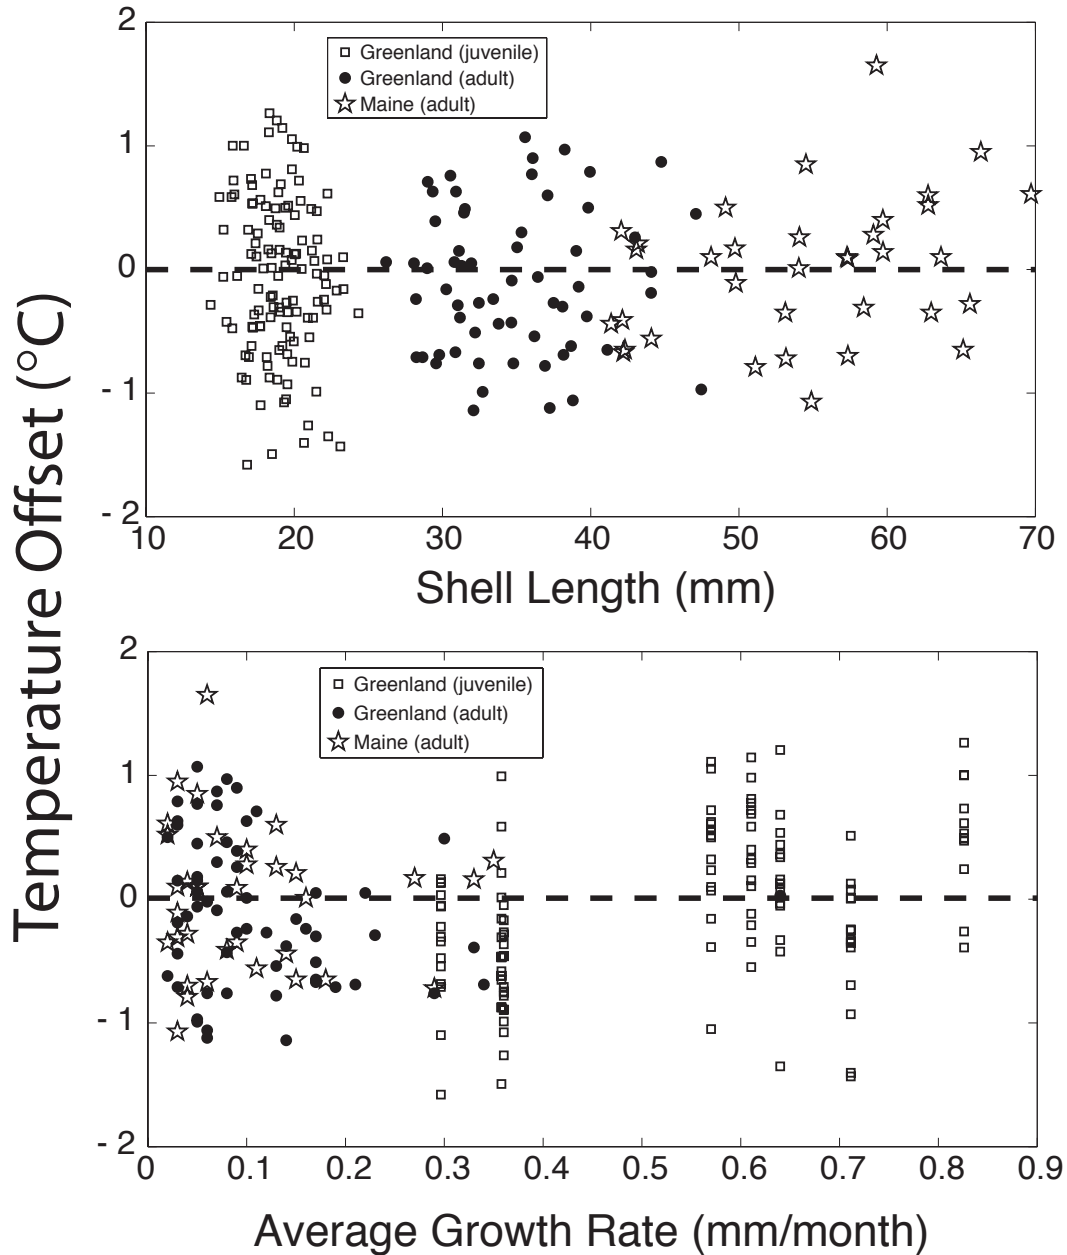 Temperature Offset (°C)
2
1
0
- 1
- 2
Greenland (juvenile)
Greenland (adult)
Maine (adult)
10 20 30 40 50 60 70
Shell Length (mm)
2
1
0
- 1
- 2
Greenland (juvenile)
Greenland (adult)
Maine (adult)
0 0.1 0.2 0.3 0.4 0.5 0.6 0.7 0.8 0.9
Average Growth Rate (mm/month)